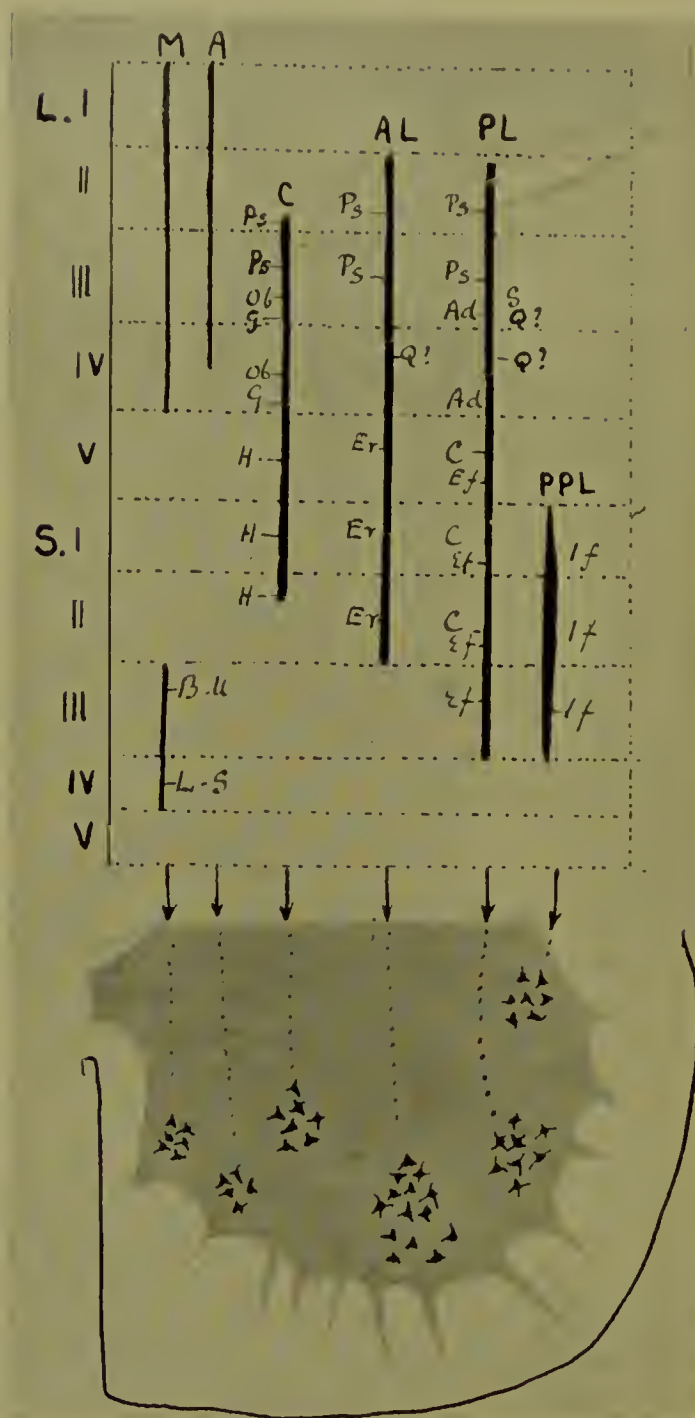 M A
L. I
AL PL
II
C
Ps Ps Ps
Ps Ps Ps
III
Ob S
G Ad Q?
IV Q? Q?
Ob
G Ad
V H Er C
Ef
PPL
S. I H Er C If
Ef
H
II Er C If
Ef
III B.U Ef If
IV L-S
V